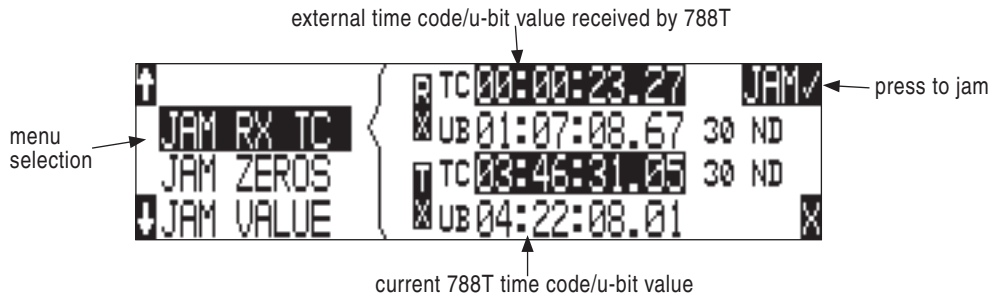 external time code/u-bit value received by 788T
RX TC 00:00:23.27 JAM✓
press to jam
menu selection
JAM RX TC
UB 01:07:08.67 30 ND
JAM ZEROS
TX TC 03:46:31.05 30 ND
JAM VALUE
UB 04:22:08.01 X
current 788T time code/u-bit value